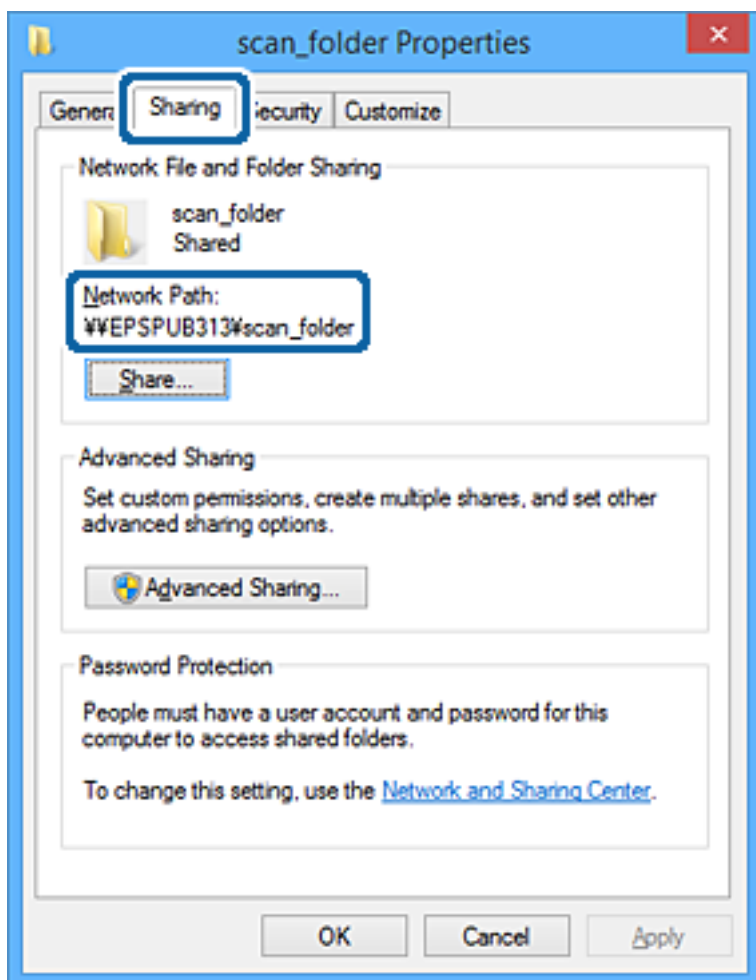 scan_folder Properties
Sharing
Customize
Network File and Folder Sharing
scan_folder
Shared
Network Path:
¥¥EPSPUB313¥scan_folder
Share...
Advanced Sharing
Set custom permissions, create multiple shares, and set other
advanced sharing options.
Advanced Sharing...
Password Protection
People must have a user account and password for this
computer to access shared folders.
To change this setting, use the Network and Sharing Center.
OK Cancel Apply